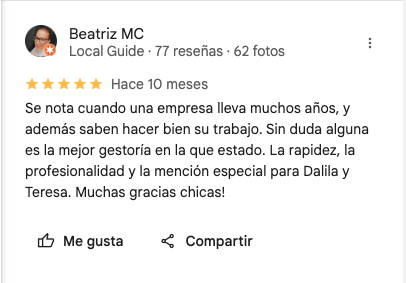 Beatriz MC
Local Guide · 77 reseñas · 62 fotos
Hace 10 meses
Se nota cuando una empresa lleva muchos años, y
además saben hacer bien su trabajo. Sin duda alguna
es la mejor gestoría en la que estado. La rapidez, la
profesionalidad y la mención especial para Dalila y
Teresa. Muchas gracias chicas!
Me gusta
Compartir